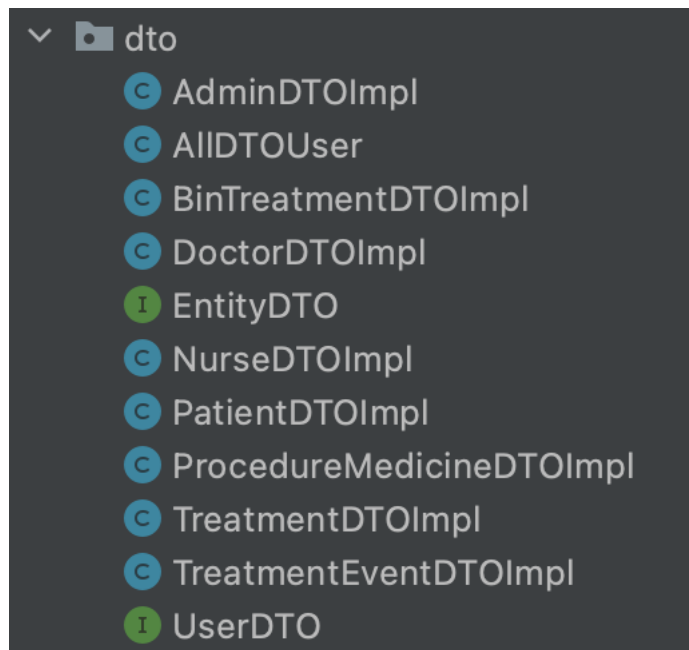 dto
C AdminDTOImpl
C AllDTOUser
C BinTreatmentDTOImpl
C DoctorDTOImpl
I EntityDTO
C NurseDTOImpl
C PatientDTOImpl
C ProcedureMedicineDTOImpl
C TreatmentDTOImpl
C TreatmentEventDTOImpl
I UserDTO